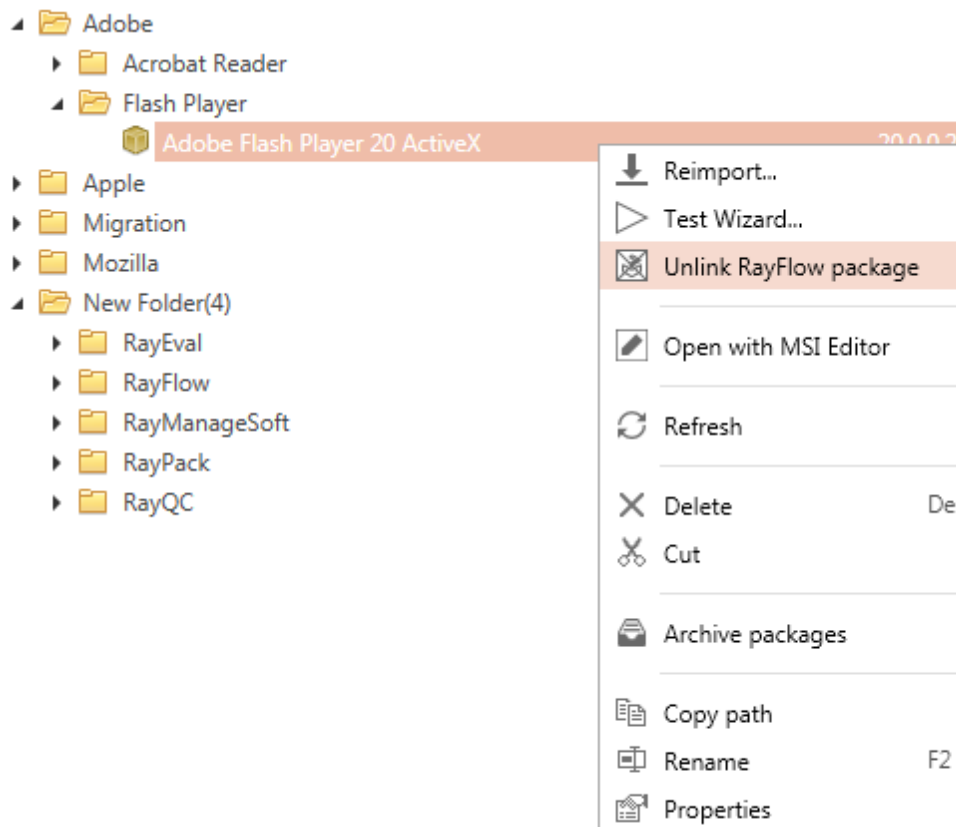 Adobe
Acrobat Reader
Flash Player
Adobe Flash Player 20 ActiveX
Apple
Migration
Mozilla
New Folder(4)
RayEval
RayFlow
RayManageSoft
RayPack
RayQC
Reimport...
Test Wizard...
Unlink RayFlow package
Open with MSI Editor
Refresh
Delete De
Cut
Archive packages
Copy path
Rename F2
Properties